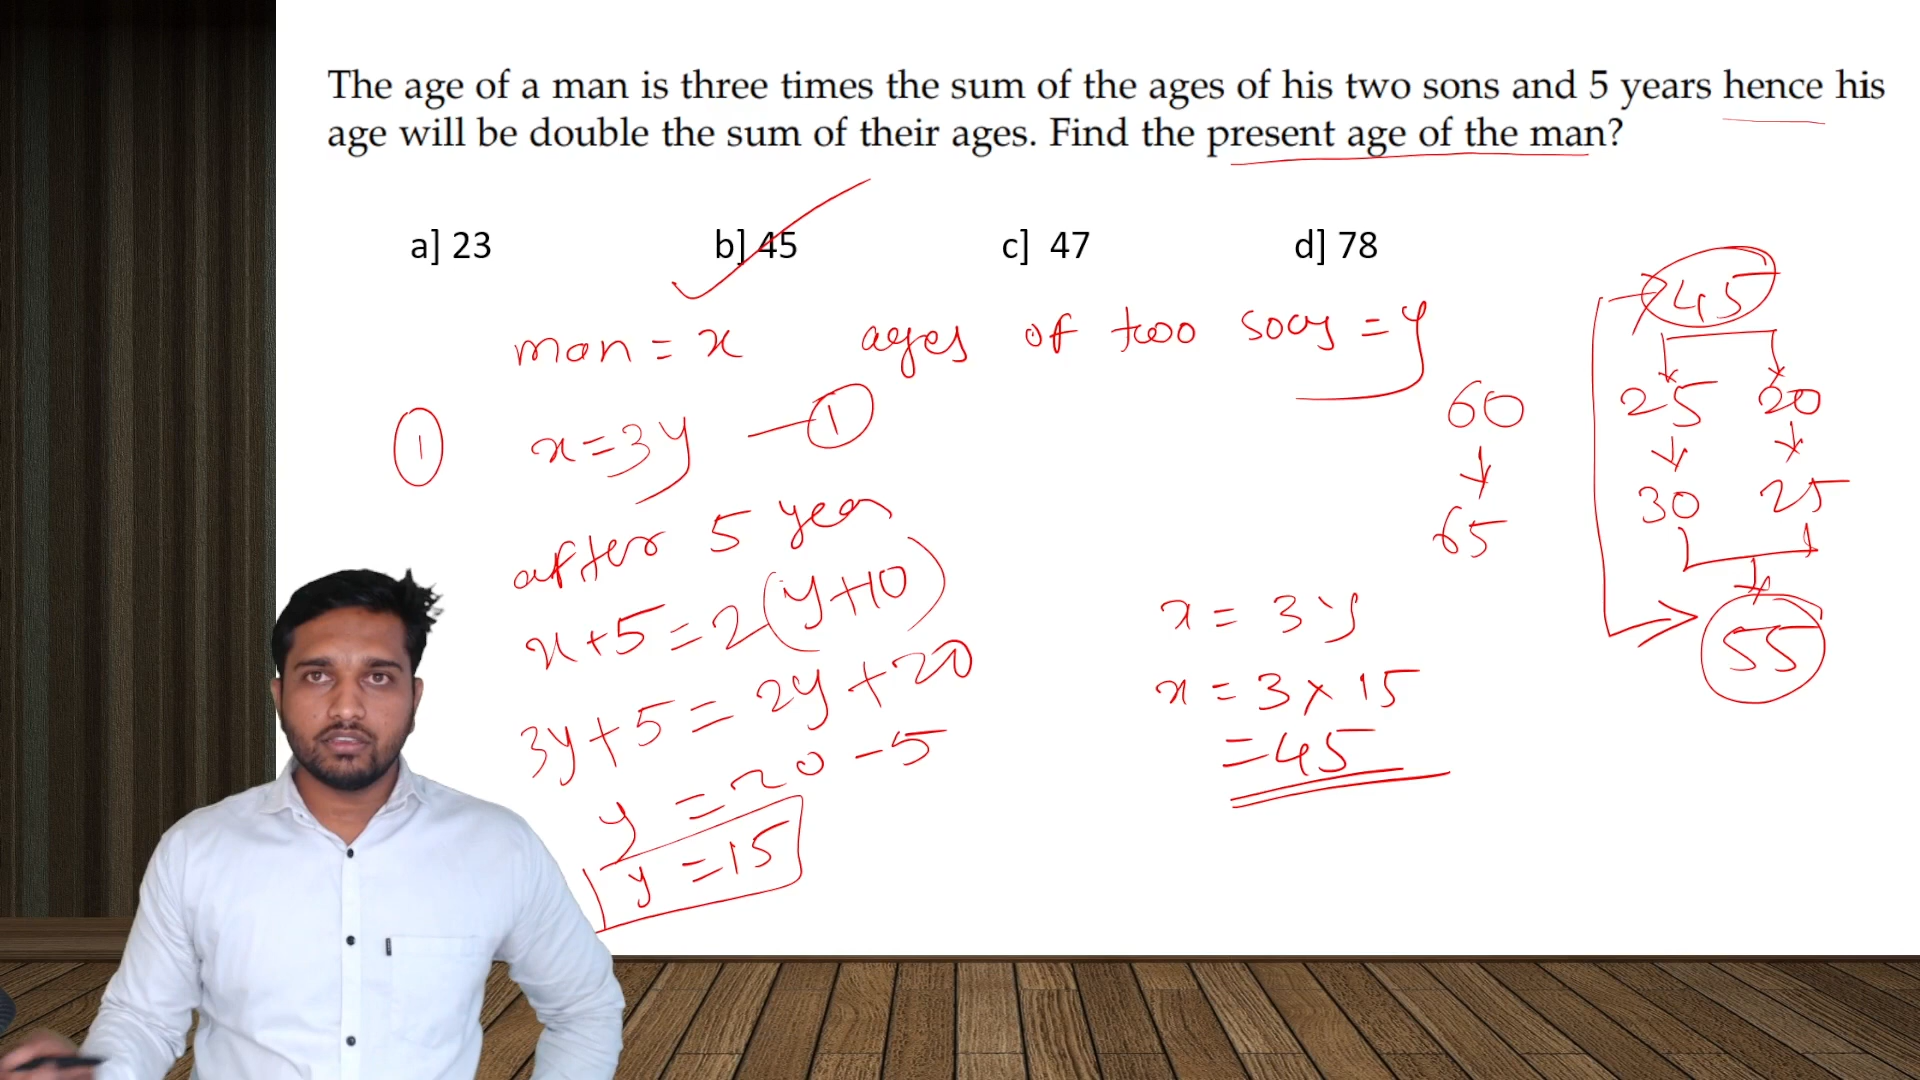 The age of a man is three times the sum of the ages of his two sons and 5 years hence his
age will be double the sum of their ages. Find the present age of the man?
a] 23 b] 45 c] 47 d] 78
man = x ages of two sons = y
① x = 3y — ①
after 5 year
x + 5 = 2(y + 10)
3y + 5 = 2y + 20
y = 20 - 5
y = 15
60
65
x = 3y
x = 3 x 15
= 45
45
25 20
30 25
55